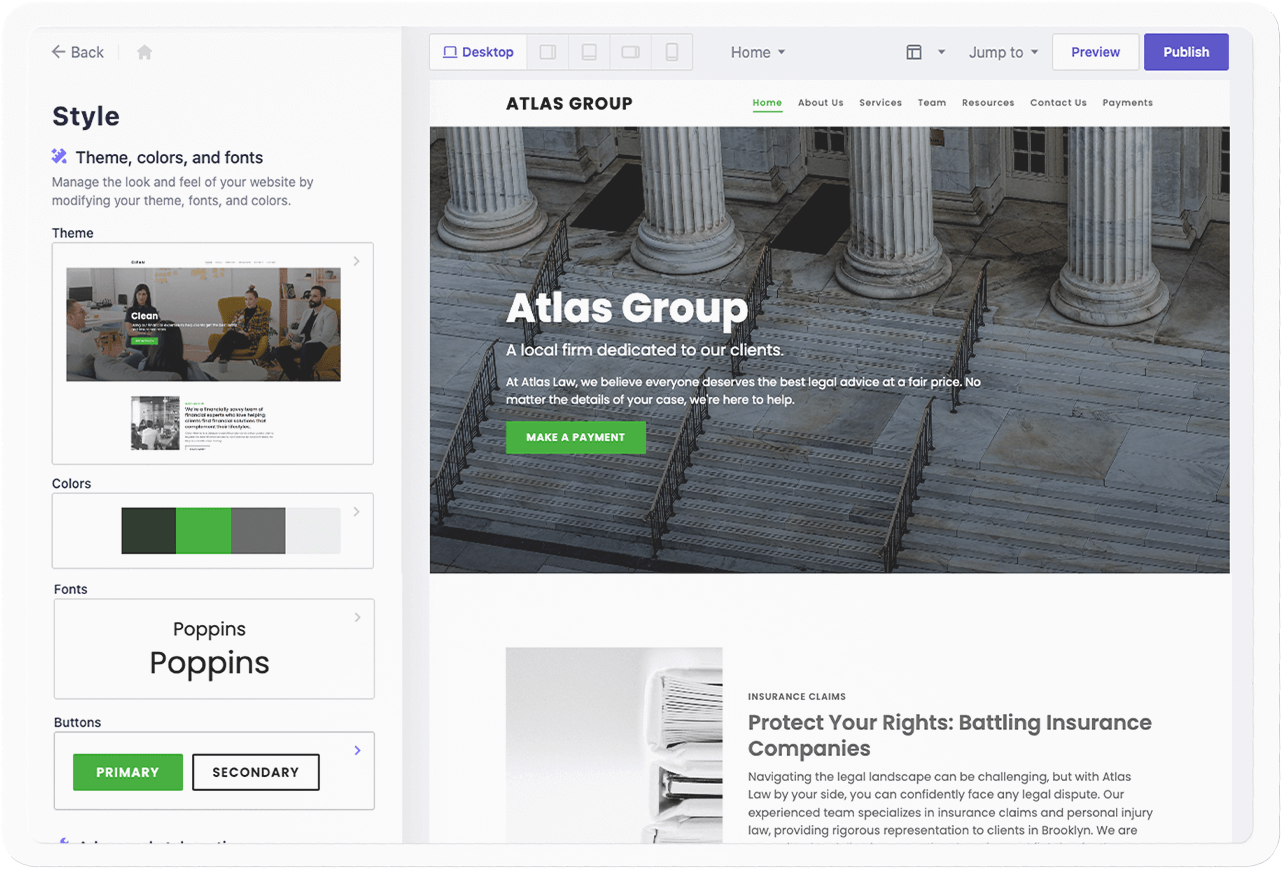 Back
Style
Theme, colors, and fonts
Manage the look and feel of your website by
modifying your theme, fonts, and colors.
Theme
Clean
We're a financially savvy team of
financial experts who love helping
clients find financial solutions that
complement their lifestyles.
Colors
Fonts
Poppins
Poppins
Buttons
PRIMARY
SECONDARY
Desktop
Home
Jump to
Preview
Publish
ATLAS GROUP
Home About Us Services Team Resources Contact Us Payments
Atlas Group
A local firm dedicated to our clients.
At Atlas Law, we believe everyone deserves the best legal advice at a fair price. No
matter the details of your case, we're here to help.
MAKE A PAYMENT
INSURANCE CLAIMS
Protect Your Rights: Battling Insurance
Companies
Navigating the legal landscape can be challenging, but with Atlas
Law by your side, you can confidently face any legal dispute. Our
experienced team specializes in insurance claims and personal injury
law, providing rigorous representation to clients in Brooklyn. We are